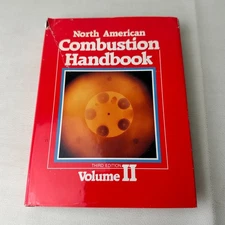 North American
Combustion
Handbook
THIRD EDITION
Volume II